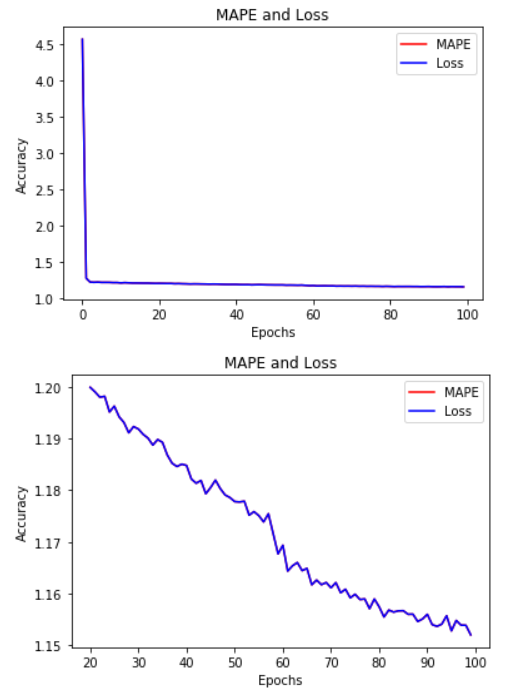 MAPE and Loss
4.5
4.0
3.5
3.0
2.5
2.0
1.5
1.0
Accuracy
MAPE
Loss
0 20 40 60 80 100
Epochs
MAPE and Loss
1.20
1.19
1.18
1.17
1.16
1.15
Accuracy
MAPE
Loss
20 30 40 50 60 70 80 90 100
Epochs